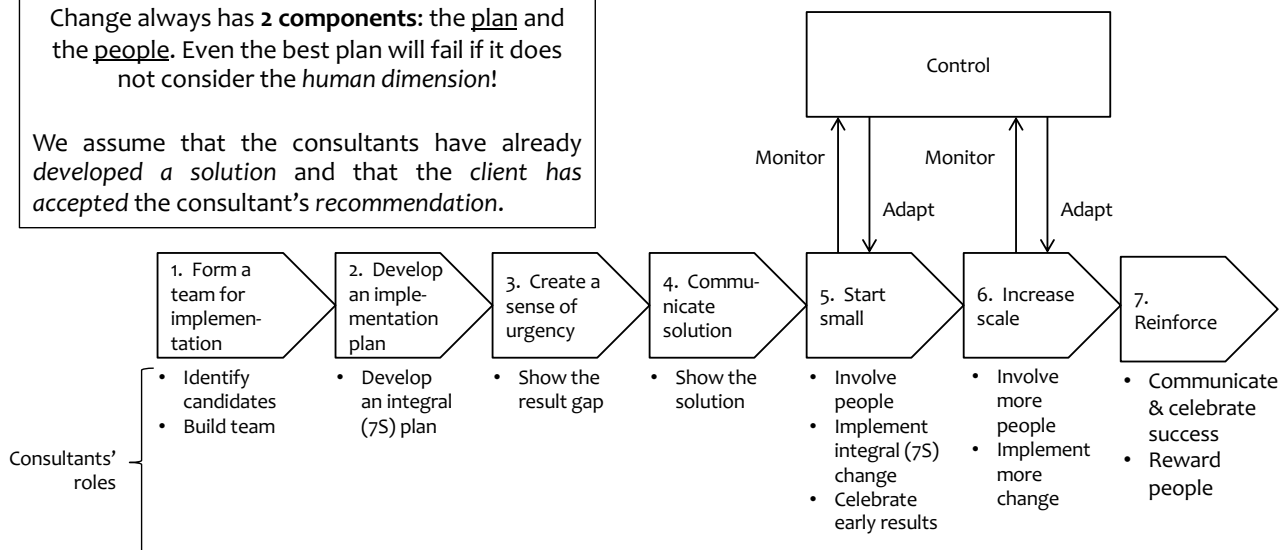 Change always has 2 components: the plan and
the people. Even the best plan will fail if it does
not consider the human dimension!
We assume that the consultants have already
developed a solution and that the client has
accepted the consultant's recommendation.
Control
Monitor
Adapt
Monitor
Adapt
1. Form a
team for
implemen-
tation
2. Develop
an imple-
mentation
plan
3. Create a
sense of
urgency
4. Commu-
nicate
solution
5. Start
small
6. Increase
scale
7.
Reinforce
Consultants'
roles
• Identify
candidates
• Build team
• Develop
an integral
(7S) plan
• Show the
result gap
• Show the
solution
• Involve
people
• Implement
integral (7S)
change
• Celebrate
early results
• Involve
more
people
• Implement
more
change
• Communicate
& celebrate
success
• Reward
people